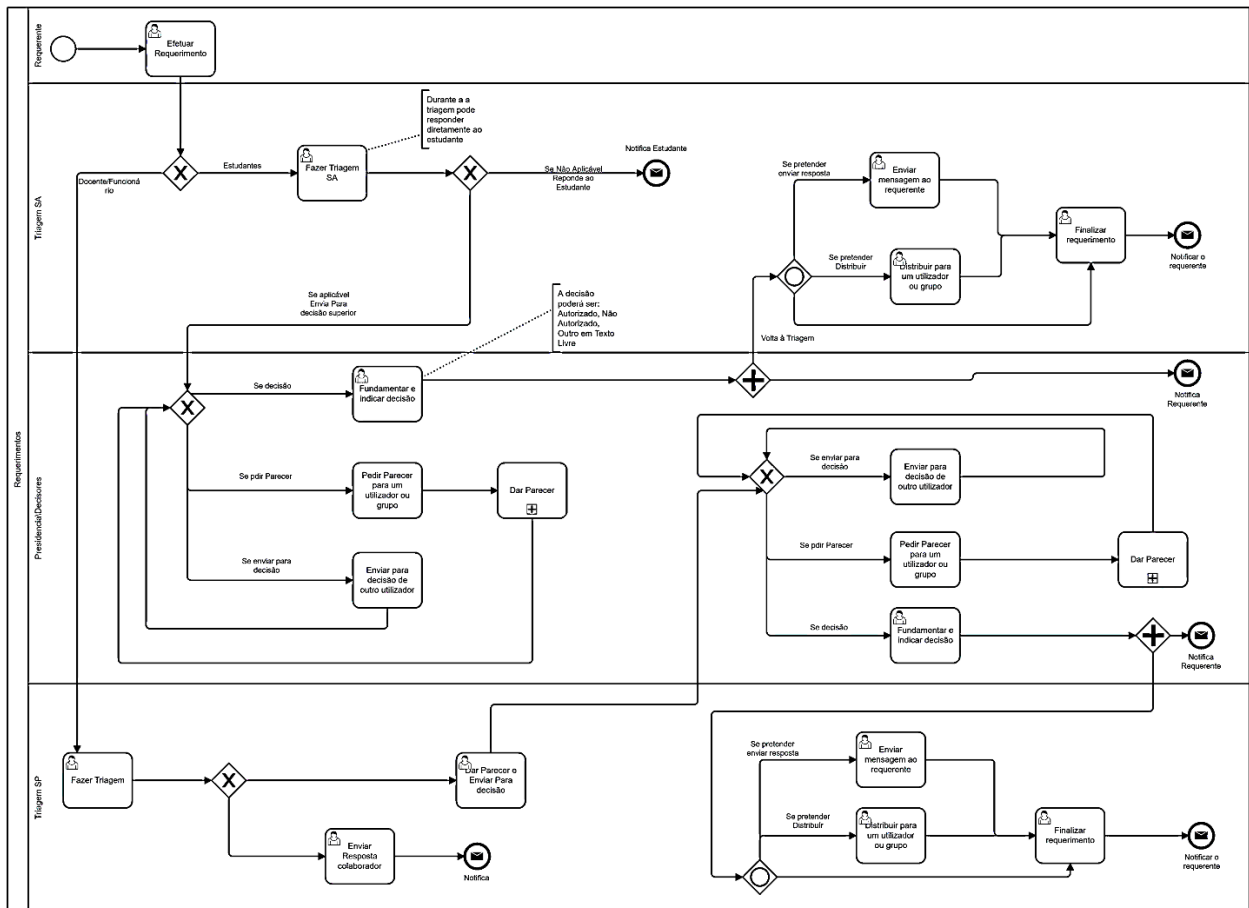 Requerimentos
Requerente
Efetuar
Requerimento
Triagem SA
Docente/Funcioná
rio
Estudantes
Fazer Triagem
SA
Durante a a
triagem pode
responder
diretamente ao
estudante
Se Não Aplicável
Reponde ao
Estudante
Notifica Estudante
Se aplicável
Envia Para
decisão superior
Se pretender
enviar resposta
Enviar
mensagem ao
requerente
Se pretender
Distribuir
Distribuir para
um utilizador
ou grupo
Finalizar
requerimento
Notificar o
requerente
Volta à Triagem
A decisão
poderá ser:
Autorizado, Não
Autorizado,
Outro em Texto
Livre
Presidencia\Decisores
Se decisão
Fundamentar e
indicar decisão
Notifica
Requerente
Se pdir Parecer
Pedir Parecer
para um
utilizador ou
grupo
Dar Parecer
Se enviar para
decisão
Enviar para
decisão de
outro utilizador
Se enviar para
decisão
Enviar para
decisão de
outro utilizador
Se pdir Parecer
Pedir Parecer
para um
utilizador ou
grupo
Dar Parecer
Se decisão
Fundamentar e
indicar decisão
Notifica
Requerente
Triagem SP
Fazer Triagem
Dar Parecer e
Enviar Para
decisão
Enviar
Resposta
colaborador
Notifica
Se pretender
enviar resposta
Enviar
mensagem ao
requerente
Se pretender
Distribuir
Distribuir para
um utilizador
ou grupo
Finalizar
requerimento
Notificar o
requerente